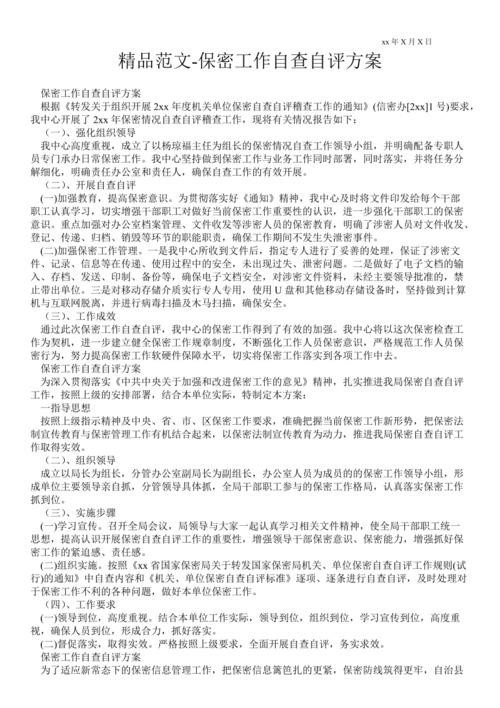 xx年X月X日
精品范文-保密工作自查自评方案
保密工作自查自评方案
根据《转发关于组织开展2xx年度机关单位保密自查自评稽查工作的通知》(信密办[2xx]1号)要求，
我中心开展了2xx年保密情况自查自评稽查工作，现将有关情况报告如下：
（一）、强化组织领导
我中心高度重视，成立了以杨琼福主任为组长的保密情况自查工作领导小组，并明确配备专职人
员专门承办日常保密工作。我中心坚持做到保密工作与业务工作同时部署，同时落实，并将任务分
解细化，明确责任办公室和责任人，确保自查工作的有效开展。
（二）、开展自查自评
(一)加强教育，提高保密意识。为贯彻落实好《通知》精神，我中心及时将文件印发给每个干部
职工认真学习，切实增强干部职工对做好当前保密工作重要性的认识，进一步强化干部职工的保密
意识。重点加强对办公室档案管理、文件收发等涉密人员的保密教育，明确了涉密人员对文件收发、
登记、传递、归档、销毁等环节的职能职责，确保工作期间不发生失泄密事件。
(二)加强保密工作管理。一是我中心所收到文件后，指定专人进行了妥善的处理，保证了涉密文
件、记录、信息等在传递、使用过程中的安全，未出现过失、泄密问题。二是做好了电子文档的输
入、存档、发送、印制、备份等，确保电子文档安全，对涉密文件资料，未经主要领导批准的，禁
止带出单位。三是对移动存储介质实行专人专用，使用U盘和其他移动存储设备时，坚持做到计算
机与互联网脱离，并进行病毒扫描及木马扫描，确保安全。
（三）、工作成效
通过此次保密工作自查自评，我中心的保密工作得到了有效的加强。我中心将以这次保密检查工
作为契机，进一步建立健全保密工作规章制度，不断强化工作人员保密意识，严格规范工作人员保
密行为，努力提高保密工作软硬件保障水平，切实将保密工作落实到各项工作中去。
保密工作自查自评方案
为深入贯彻落实《中共中央关于加强和改进保密工作的意见》精神，扎实推进我局保密自查自评
工作，按照上级的安排部署，结合本单位实际，特制定本方案：
一指导思想
按照上级指示精神及中央、省、市、区保密工作要求，准确把握当前保密工作新形势，把保密法
制宣传教育与保密管理工作有机结合起来，以保密法制宣传教育为动力，推进我局保密自查自评工
作取得实效。
（二）、组织领导
成立以局长为组长，分管办公室副局长为副组长，办公室人员为成员的的保密工作领导小组，形
成单位主要领导亲自抓，分管领导具体抓，全局干部职工参与的保密工作格局，认真落实保密工作
抓到位。
（三）、实施步骤
(一)学习宣传。召开全局会议，局领导与大家一起认真学习相关文件精神，使全局干部职工统一
思想，提高认识开展保密自查自评工作的重要性，增强领导干部保密意识、保密能力，增强抓好保
密工作的紧迫感、责任感。
(二)组织实施。按照《xx省国家保密局关于转发国家保密局机关、单位保密自查自评工作规则(试
行)的通知》中自查内容和《机关、单位保密自查自评标准》逐项、逐条进行自查自评，及时处理对
于保密工作不利的各种问题，做好本单位保密工作。
（四）、工作要求
(一)领导到位，高度重视。结合本单位工作实际，领导到位，组织到位，学习宣传到位，高度重
视，确保人员到位，形成合力，抓好落实。
(二)督促落实，取得实效。严格按照上级要求，全面开展自查自评，务实求效。
保密工作自查自评方案
为了适应新常态下的保密信息管理工作，把保密信息篱笆扎的更紧，保密防线筑得更牢，自治县